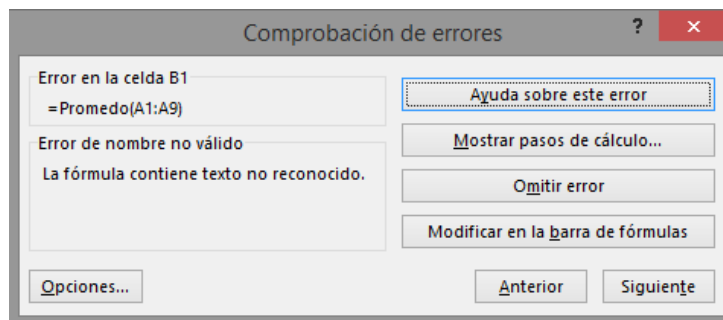 Comprobación de errores
?
×
Error en la celda B1
=Promedo(A1:A9)
Error de nombre no válido
La fórmula contiene texto no reconocido.
Ayuda sobre este error
Mostrar pasos de cálculo...
Omitir error
Modificar en la barra de fórmulas
Opciones...
Anterior
Siguiente